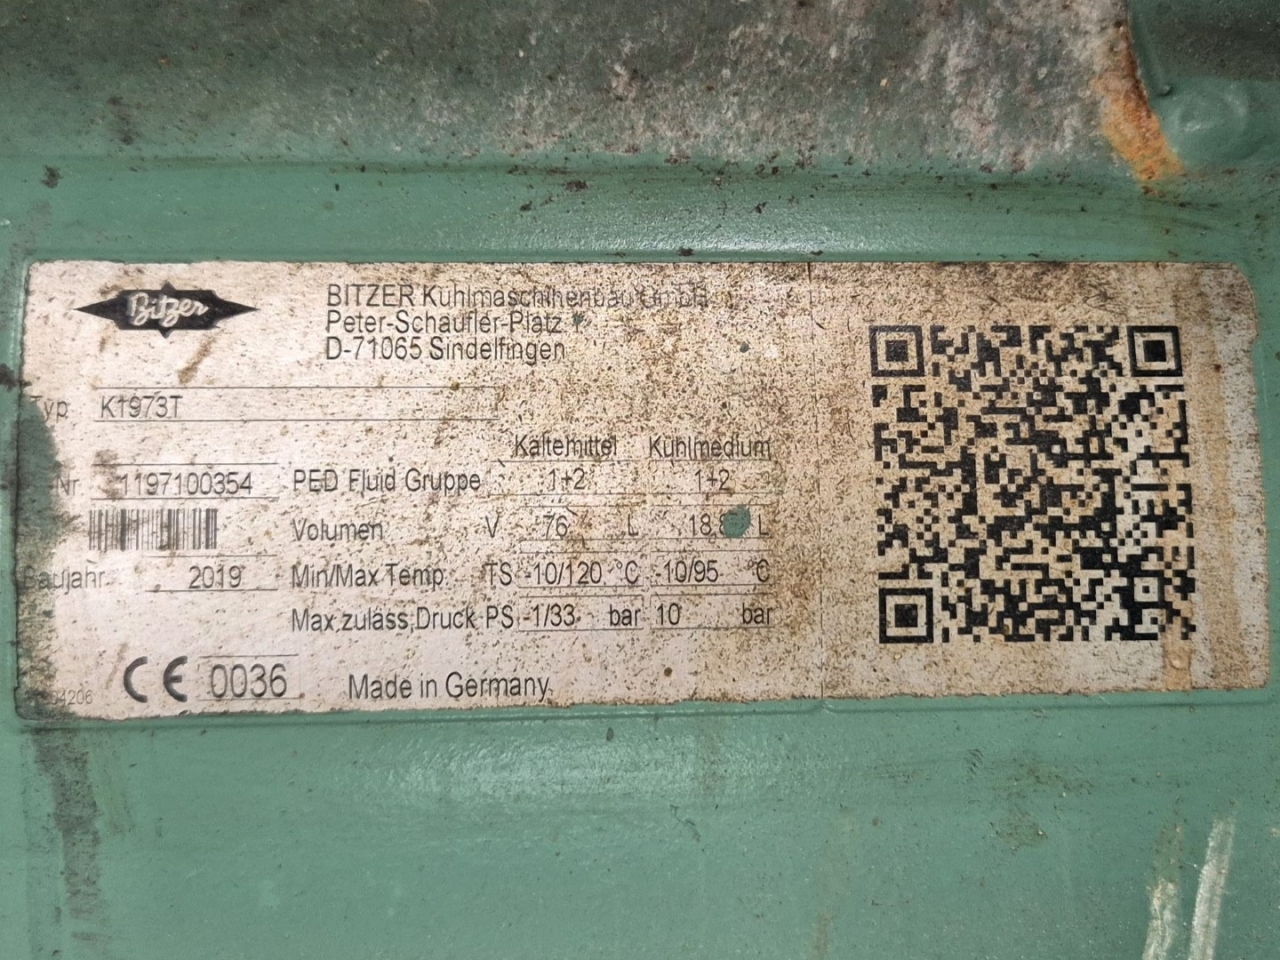 Bitzer
BITZER Kühlmaschinenbau GmbH
Peter-Schaufler-Platz 1
D-71065 Sindelfingen
Typ K1973T
Kältemittel Kühlmedium
Nr 1197100354 PED Fluid Gruppe 1+2 1+2
Volumen V 76 L L
Baujahr 2019 Min/Max Temp. TS -10/120 °C -10/95 °C
Max.zuläss.Druck PS -1/33 bar 10 bar
CE 0036 Made in Germany